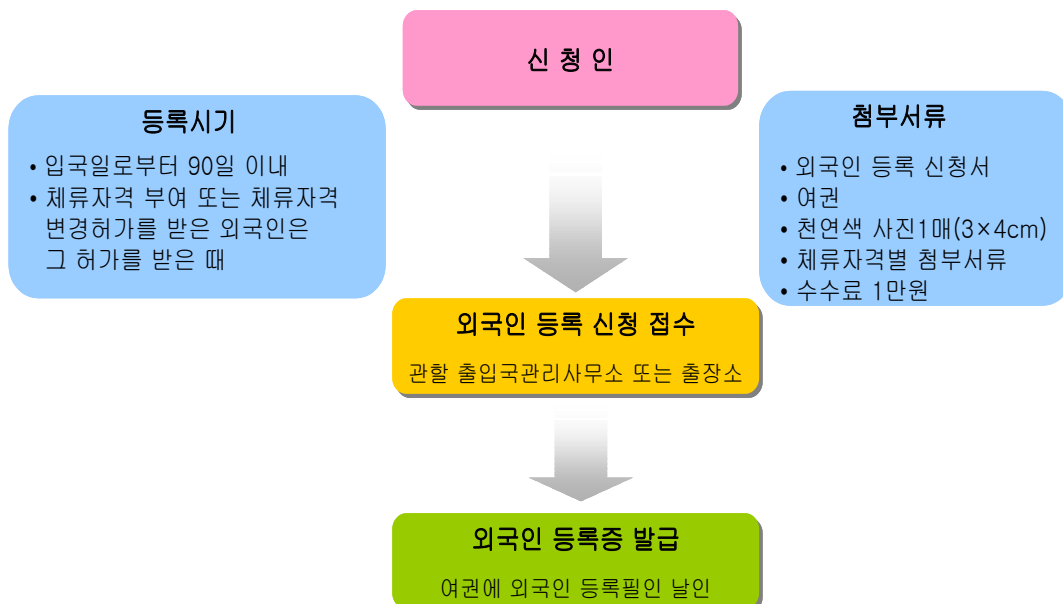 신 청 인
등록시기
• 입국일로부터 90일 이내
• 체류자격 부여 또는 체류자격
변경허가를 받은 외국인은
그 허가를 받은 때
첨부서류
• 외국인 등록 신청서
• 여권
• 천연색 사진1매(3×4cm)
• 체류자격별 첨부서류
• 수수료 1만원
외국인 등록 신청 접수
관할 출입국관리사무소 또는 출장소
외국인 등록증 발급
여권에 외국인 등록필인 날인